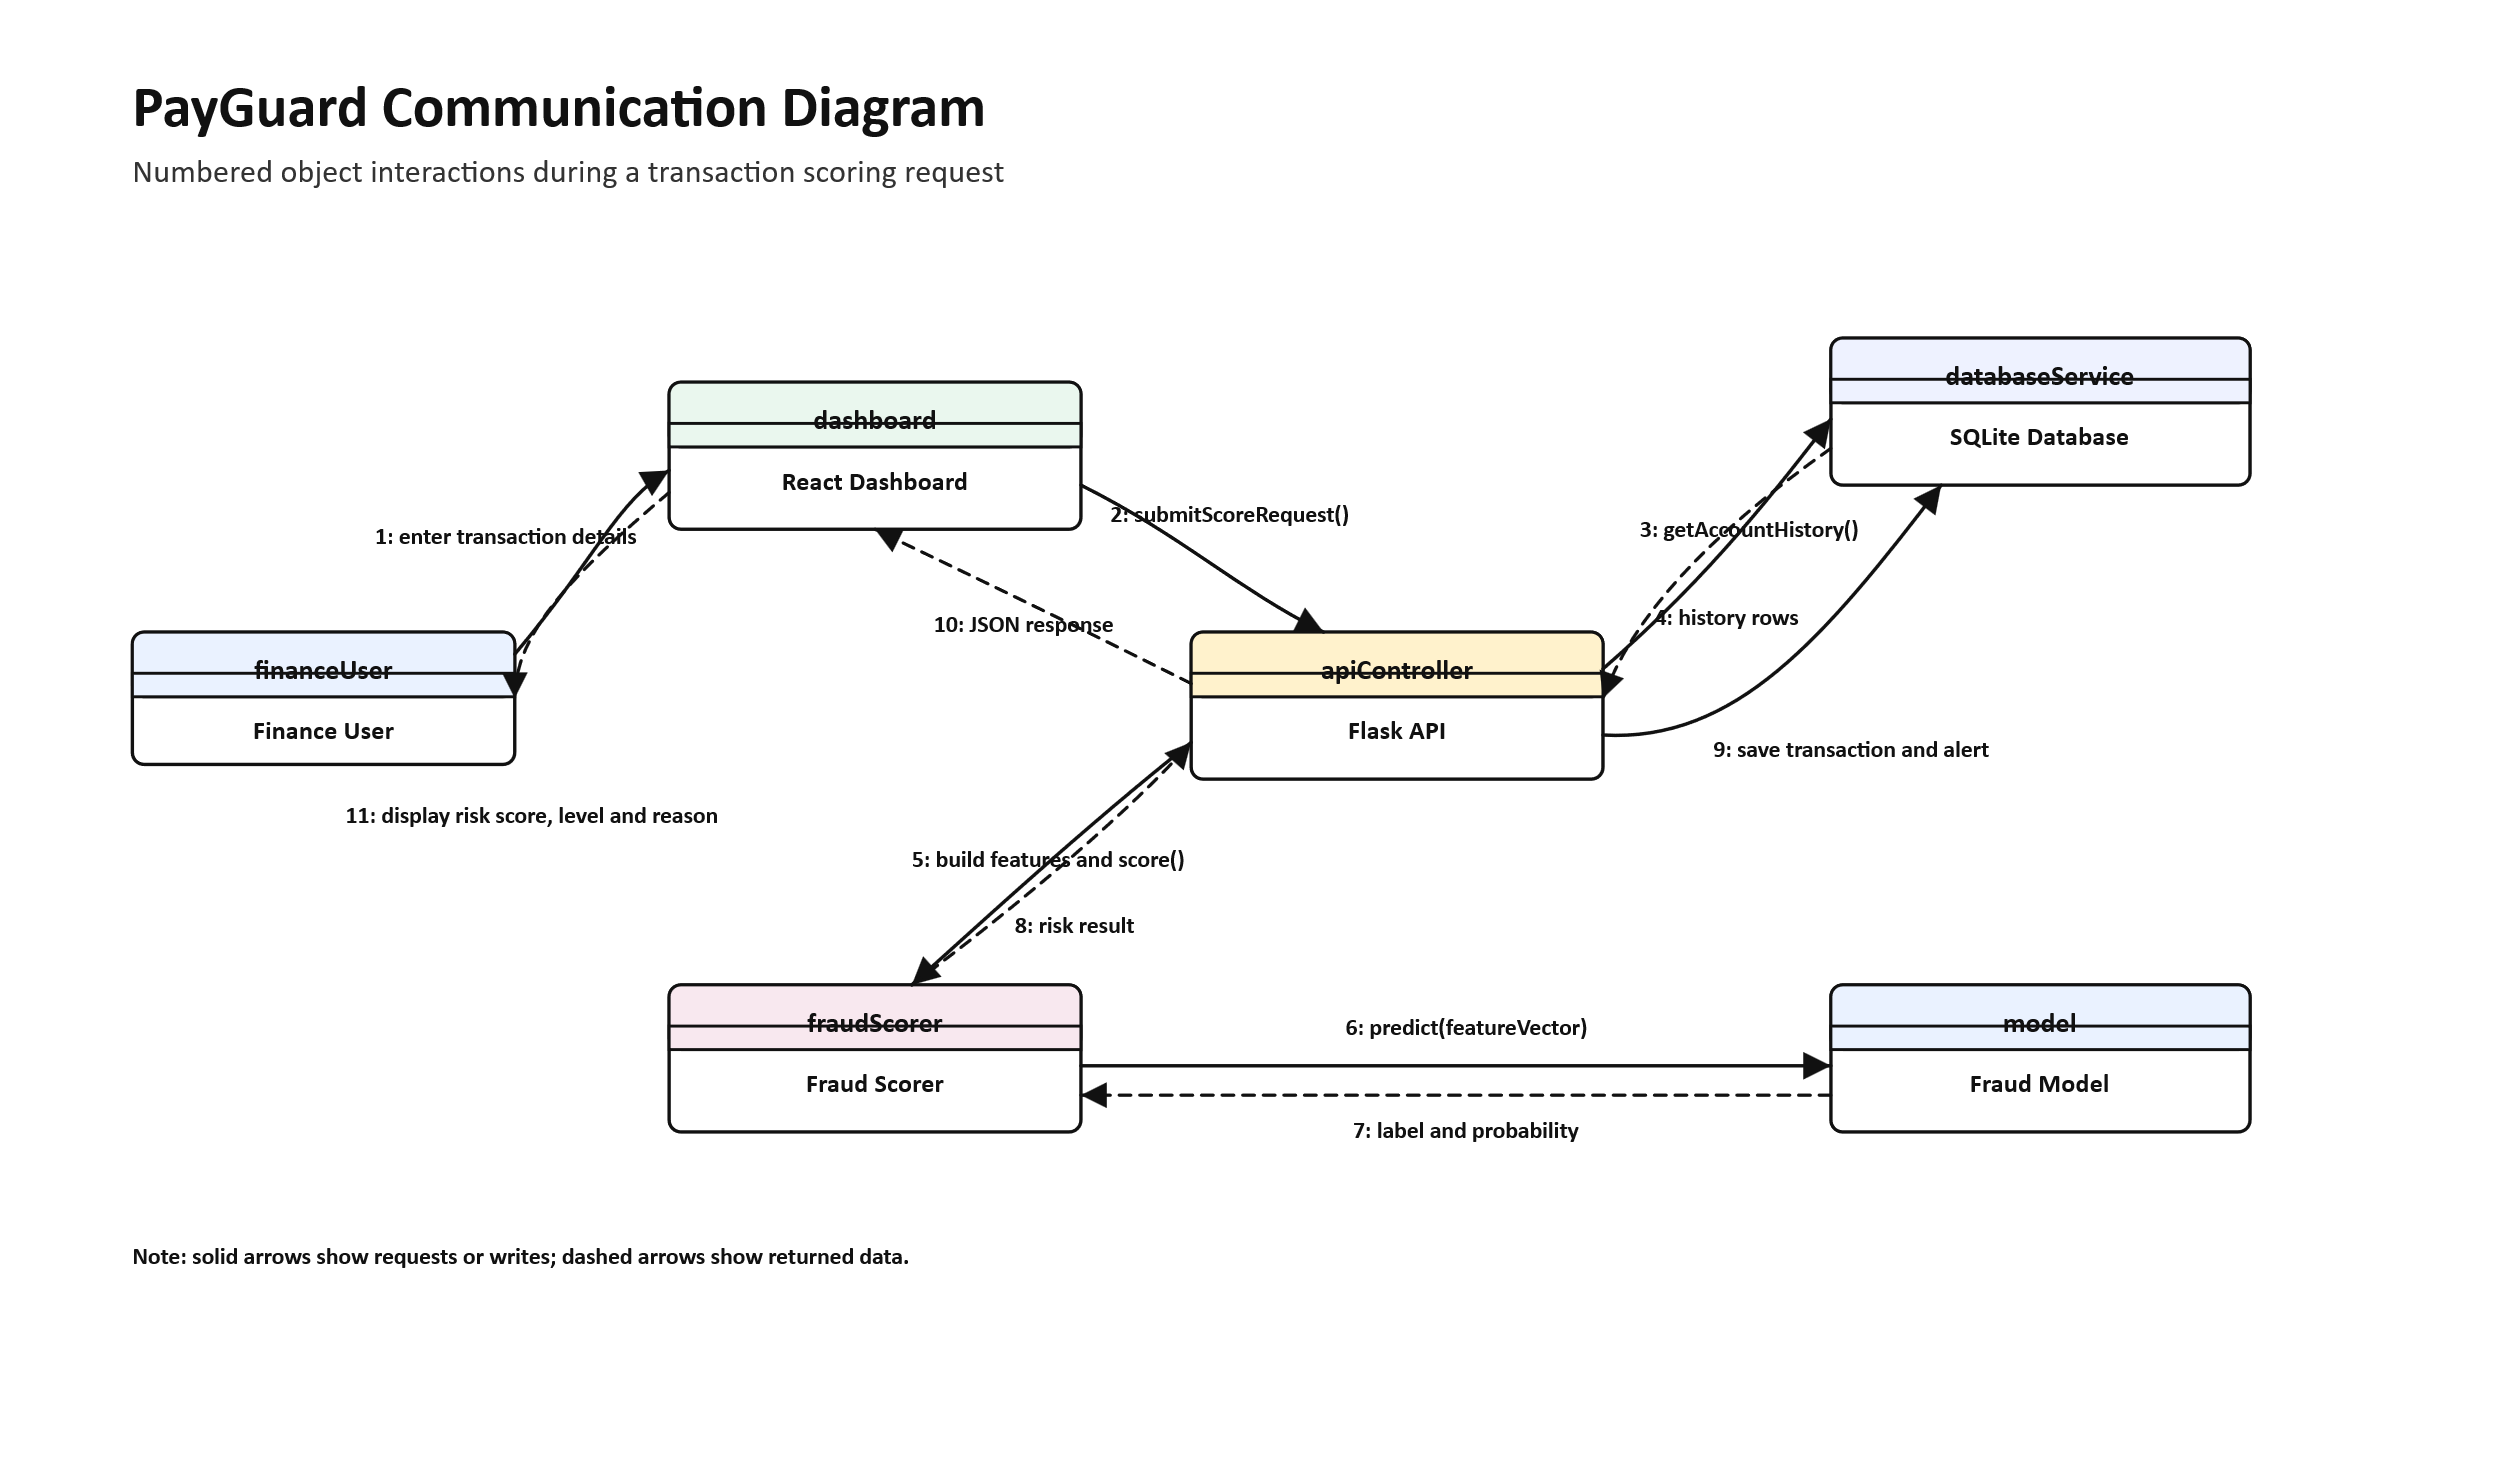 PayGuard Communication Diagram
Numbered object interactions during a transaction scoring request
databaseService
SQLite Database
dashboard
React Dashboard
1: enter transaction details
2: submitScoreRequest()
3: getAccountHistory()
4: history rows
10: JSON response
financeUser
Finance User
apiController
Flask API
9: save transaction and alert
11: display risk score, level and reason
5: build features and score()
8: risk result
fraudScorer
Fraud Scorer
6: predict(featureVector)
7: label and probability
model
Fraud Model
Note: solid arrows show requests or writes; dashed arrows show returned data.